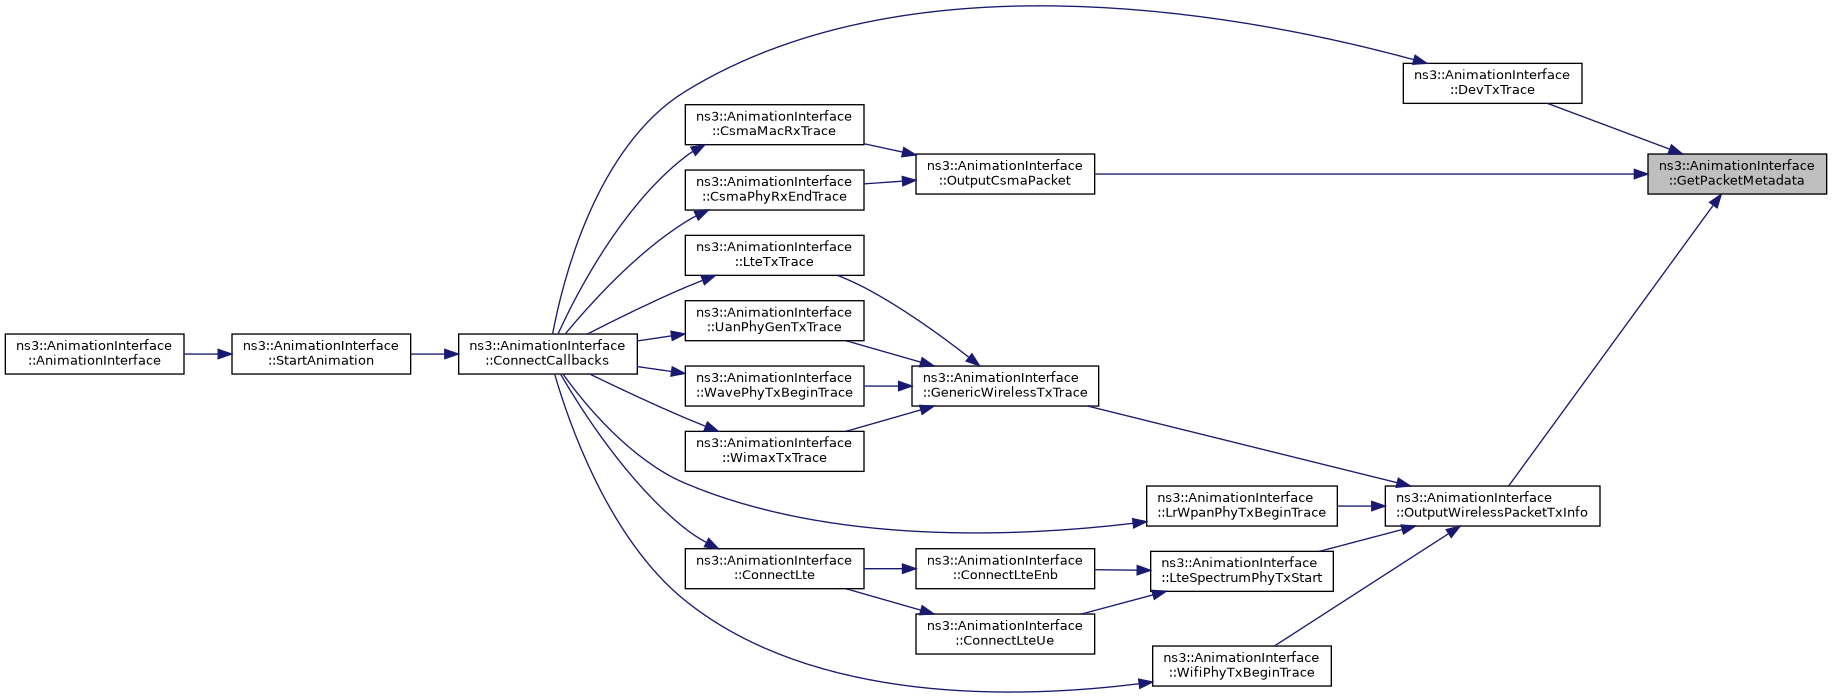 ns3::AnimationInterface
::DevTxTrace
ns3::AnimationInterface
::CsmaMacRxTrace
ns3::AnimationInterface
::OutputCsmaPacket
ns3::AnimationInterface
::GetPacketMetadata
ns3::AnimationInterface
::CsmaPhyRxEndTrace
ns3::AnimationInterface
::LteTxTrace
ns3::AnimationInterface
::UanPhyGenTxTrace
ns3::AnimationInterface
::AnimationInterface
ns3::AnimationInterface
::StartAnimation
ns3::AnimationInterface
::ConnectCallbacks
ns3::AnimationInterface
::WavePhyTxBeginTrace
ns3::AnimationInterface
::GenericWirelessTxTrace
ns3::AnimationInterface
::WimaxTxTrace
ns3::AnimationInterface
::LrWpanPhyTxBeginTrace
ns3::AnimationInterface
::OutputWirelessPacketTxInfo
ns3::AnimationInterface
::ConnectLte
ns3::AnimationInterface
::ConnectLteEnb
ns3::AnimationInterface
::LteSpectrumPhyTxStart
ns3::AnimationInterface
::ConnectLteUe
ns3::AnimationInterface
::WifiPhyTxBeginTrace